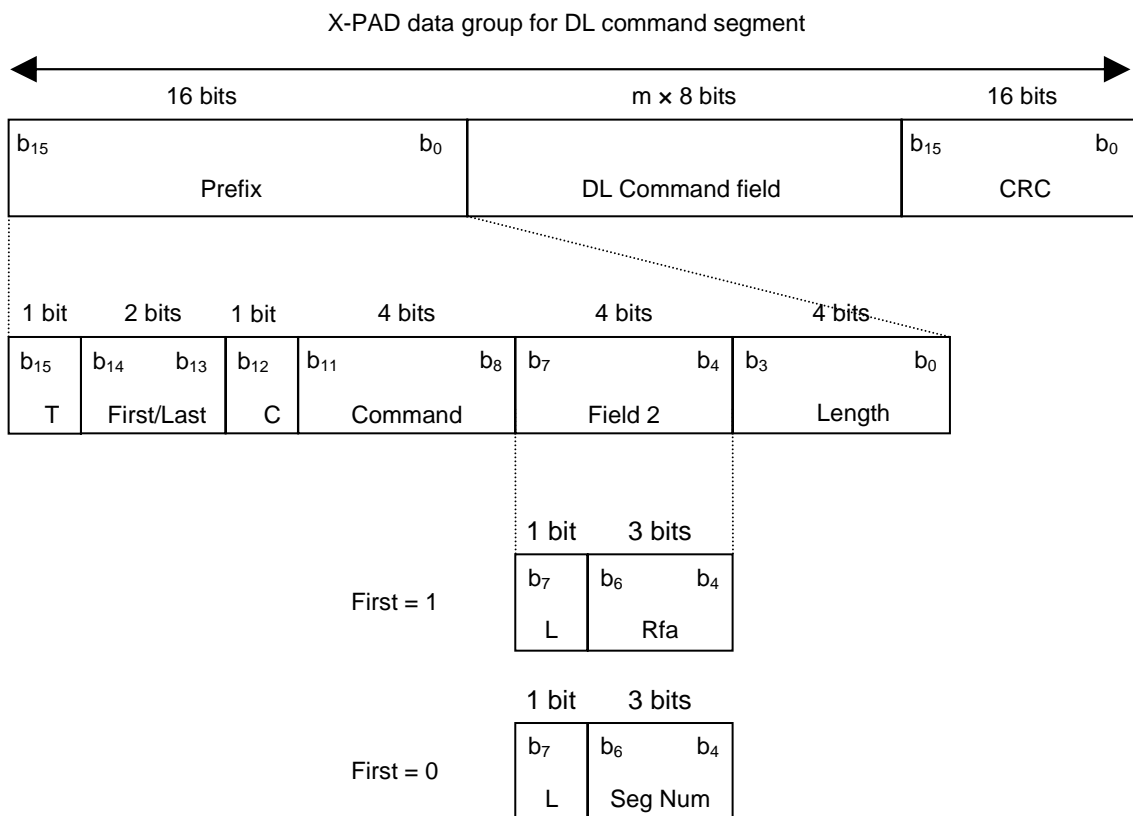 X-PAD data group for DL command segment
16 bits m × 8 bits 16 bits
b15 b0 b15 b0
Prefix DL Command field CRC
1 bit 2 bits 1 bit 4 bits 4 bits 4 bits
b15 b14 b13 b12 b11 b8 b7 b4 b3 b0
T First/Last C Command Field 2 Length
1 bit 3 bits
b7 b6 b4
First = 1
L Rfa
1 bit 3 bits
b7 b6 b4
First = 0
L Seg Num